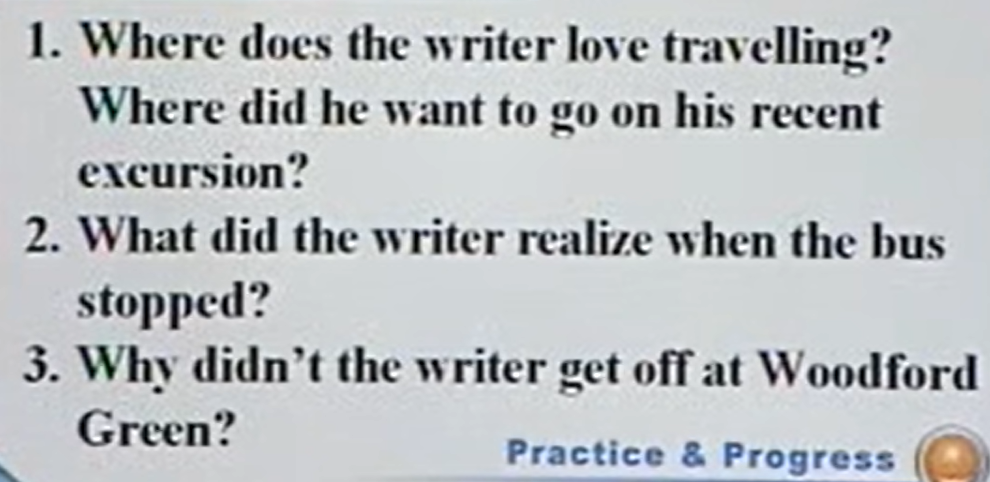 1. Where does the writer love travelling?
Where did he want to go on his recent
excursion?
2. What did the writer realize when the bus
stopped?
3. Why didn't the writer get off at Woodford
Green?
Practice & Progress